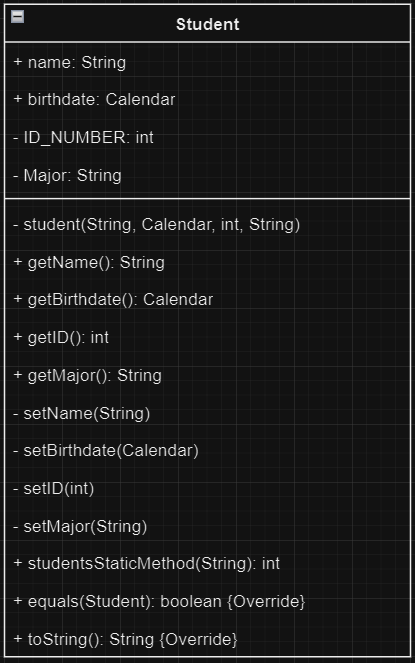 Student
+ name: String
+ birthdate: Calendar
- ID_NUMBER: int
- Major: String
- student(String, Calendar, int, String)
+ getName(): String
+ getBirthdate(): Calendar
+ getID(): int
+ getMajor(): String
- setName(String)
- setBirthdate(Calendar)
- setID(int)
- setMajor(String)
+ studentsStaticMethod(String): int
+ equals(Student): boolean {Override}
+ toString(): String {Override}